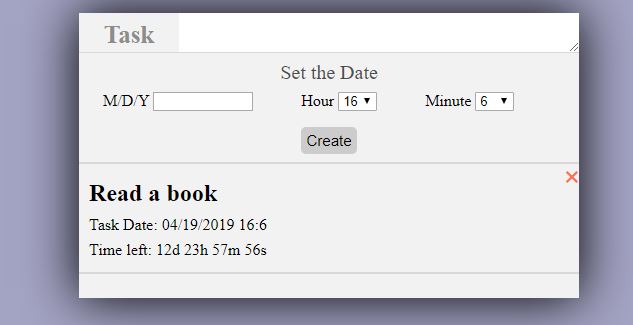 Task
Set the Date
M/D/Y Hour 16 Minute 6
Create
Read a book
Task Date: 04/19/2019 16:6
Time left: 12d 23h 57m 56s